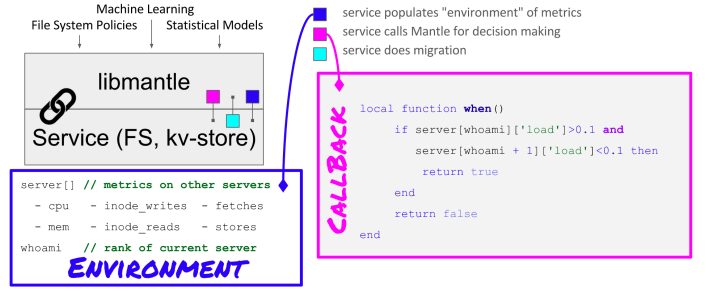 Machine Learning
File System Policies
Statistical Models
libmantle
Service (FS, kv-store)
service populates "environment" of metrics
service calls Mantle for decision making
service does migration
server[] // metrics on other servers
- cpu - inode_writes - fetches
- mem - inode_reads - stores
whoami // rank of current server
ENVIRONMENT
CALLBACK
local function when()
if server[whoami]['load']>0.1 and
server[whoami + 1]['load']<0.1 then
return true
end
return false
end